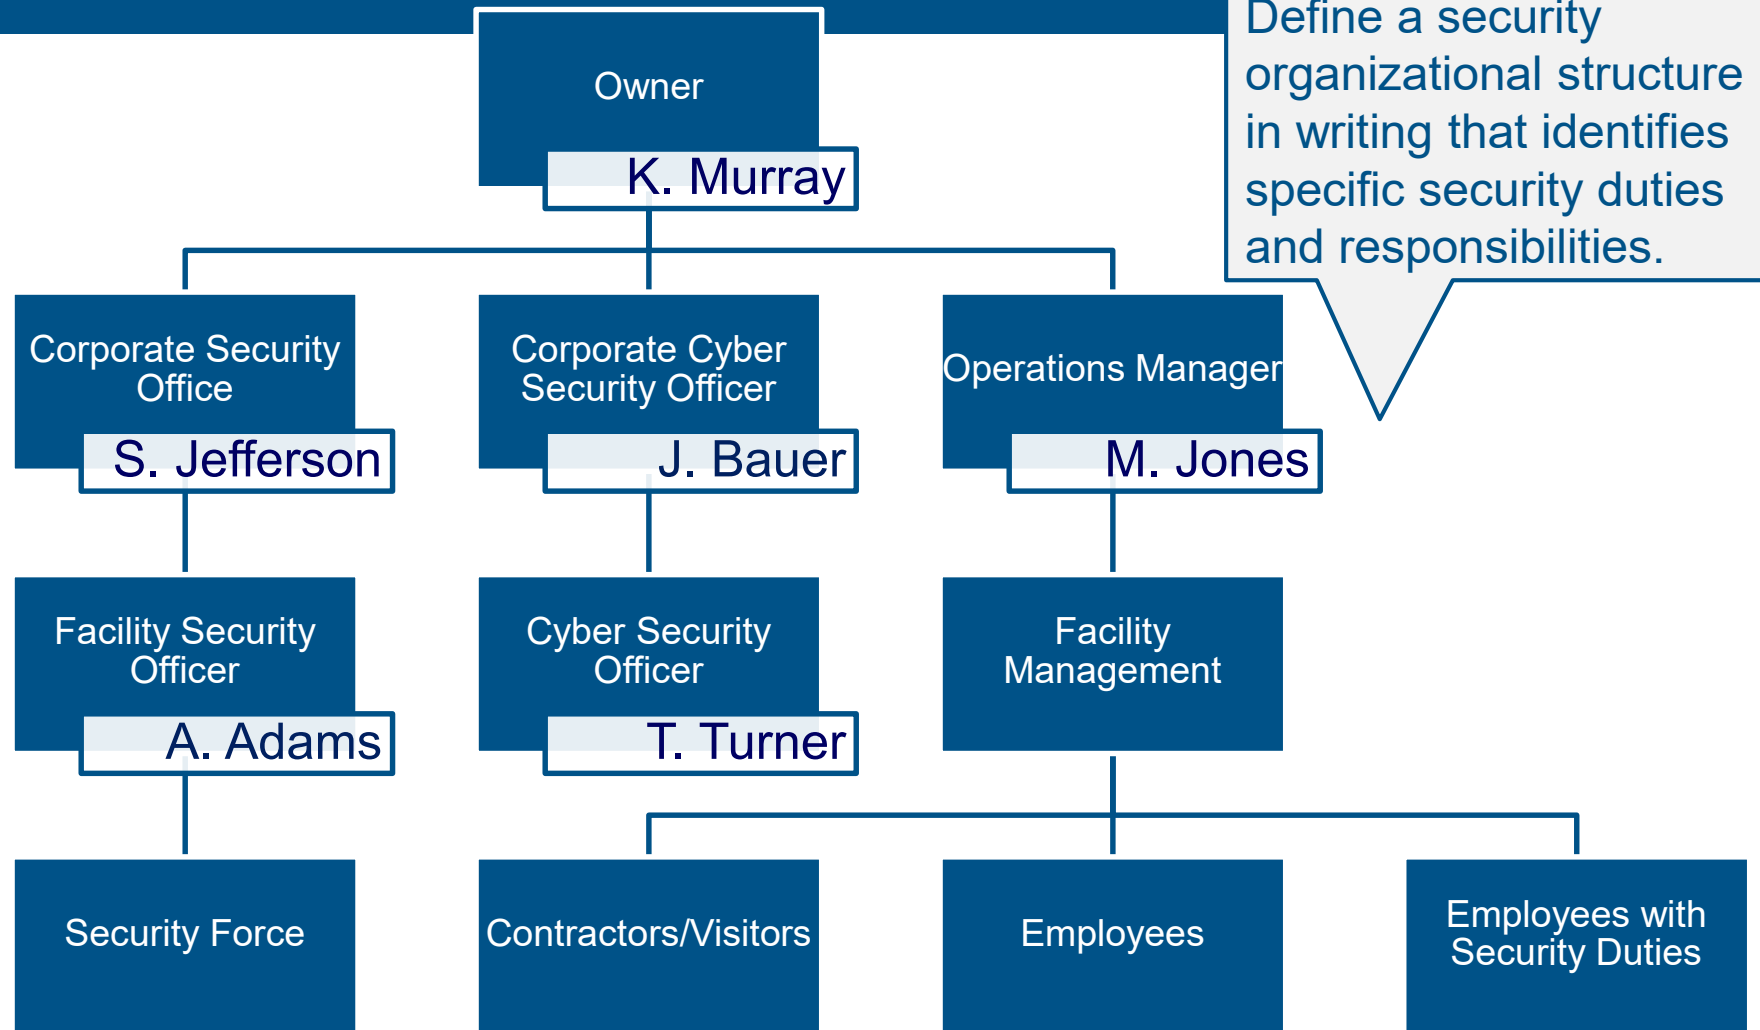 Define a security
organizational structure
in writing that identifies
specific security duties
and responsibilities.
Owner
K. Murray
Corporate Security
Office
S. Jefferson
Corporate Cyber
Security Officer
J. Bauer
Operations Manager
M. Jones
Facility Security
Officer
A. Adams
Cyber Security
Officer
T. Turner
Facility
Management
Security Force
Contractors/Visitors
Employees
Employees with
Security Duties